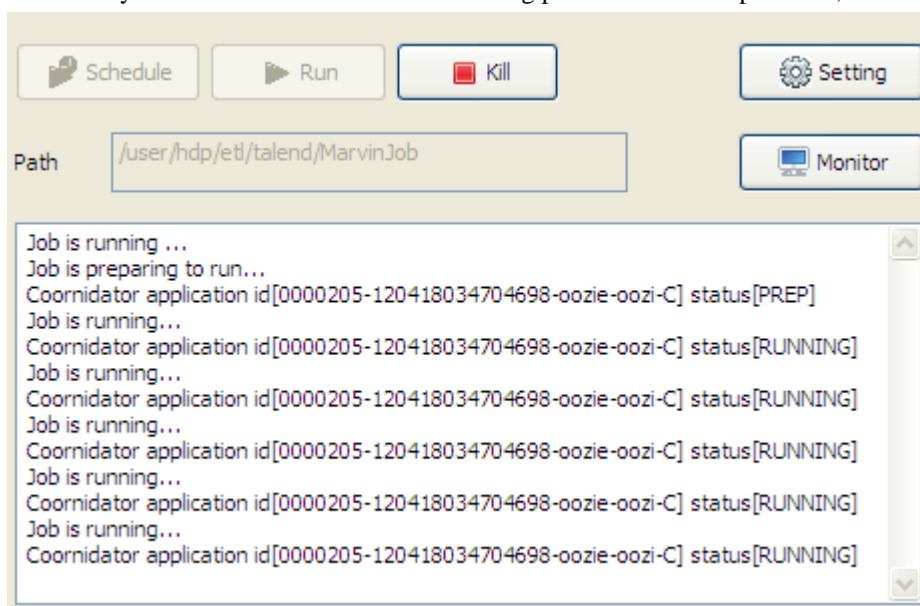 Schedule Run Kill Setting
Path /user/hdp/etl/talend/MarvinJob Monitor
Job is running ...
Job is preparing to run...
Coornidator application id[0000205-120418034704698-oozie-oozi-C] status[PREP]
Job is running...
Coornidator application id[0000205-120418034704698-oozie-oozi-C] status[RUNNING]
Job is running...
Coornidator application id[0000205-120418034704698-oozie-oozi-C] status[RUNNING]
Job is running...
Coornidator application id[0000205-120418034704698-oozie-oozi-C] status[RUNNING]
Job is running...
Coornidator application id[0000205-120418034704698-oozie-oozi-C] status[RUNNING]
Job is running...
Coornidator application id[0000205-120418034704698-oozie-oozi-C] status[RUNNING]